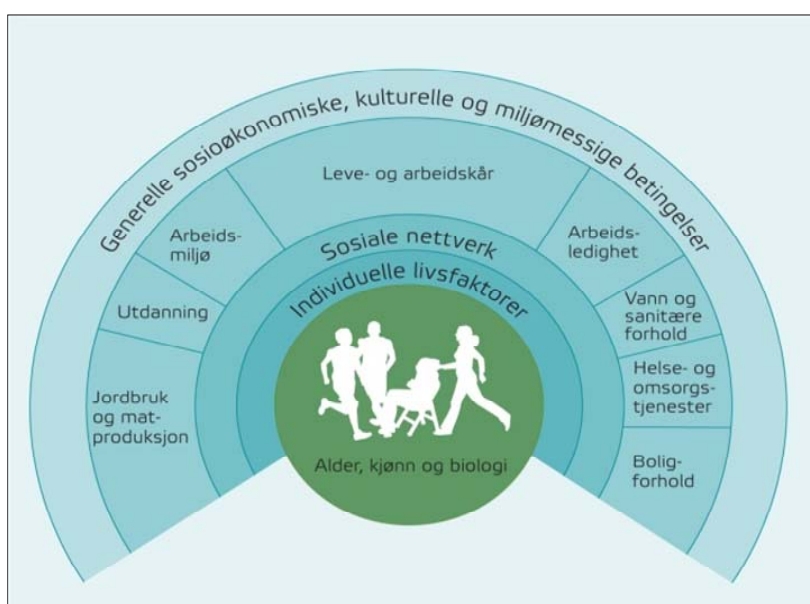 Generelle sosioøkonomiske, kulturelle og miljømessige betingelser
Leve- og arbeidskår
Arbeids-
miljø
Arbeids-
ledighet
Sosiale nettverk
Individuelle livsfaktorer
Utdanning
Vann og
sanitære
forhold
Jordbruk
og mat-
produksjon
Helse- og
omsorgs-
tjenester
Bolig-
forhold
Alder, kjønn og biologi